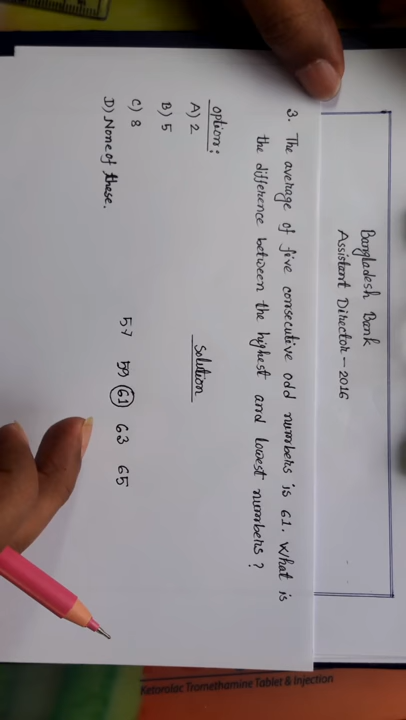 Bangladesh Bank
Assistant Director - 2016
3. The average of five consecutive odd numbers is 61. What is
the difference between the highest and lowest numbers?
option:
A) 2
B) 5
C) 8
D) None of these.
Solution
57 59 61 63 65
Ketorolac Tromethamine Tablet & Injection